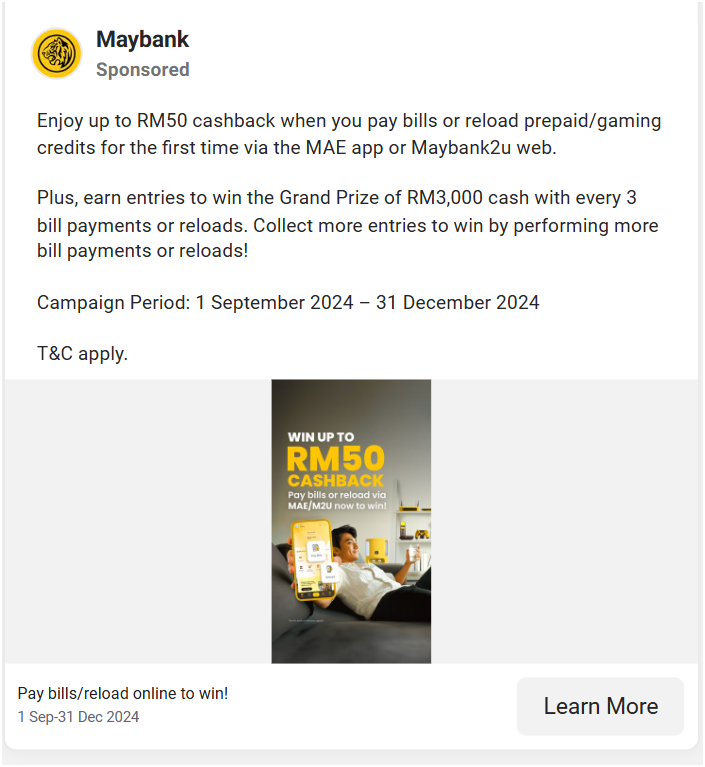 Maybank
Sponsored
Enjoy up to RM50 cashback when you pay bills or reload prepaid/gaming
credits for the first time via the MAE app or Maybank2u web.
Plus, earn entries to win the Grand Prize of RM3,000 cash with every 3
bill payments or reloads. Collect more entries to win by performing more
bill payments or reloads!
Campaign Period: 1 September 2024 – 31 December 2024
T&C apply.
WIN UP TO
RM50
CASHBACK
Pay bills or reload via
MAE/M2U now to win!
Pay bills/reload online to win!
1 Sep-31 Dec 2024
Learn More